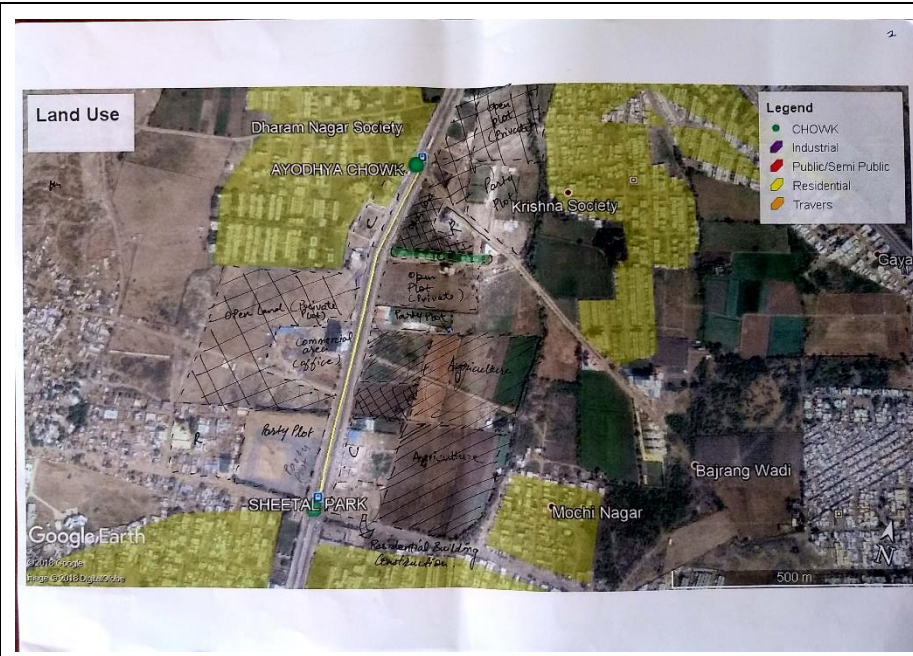 2
Land Use
Legend
CHOWK
Industrial
Public/Semi Public
Residential
Travers
Dharam Nagar Society
AYODHYA CHOWK
Open
plot
(Private)
Party
Plot
Krishna Society
R
Gaya
Open
Plot
(Private)
Party Plot
Open Land (Private
Plot)
Commercial
area
(office)
Agriculture
Party Plot
R
Agriculture
Bajrang Wadi
SHEETAL PARK
Mochi Nagar
Residential Building
Construction
Google Earth
©2018 Google
Image ©2018 DigitalGlobe
N
500 m